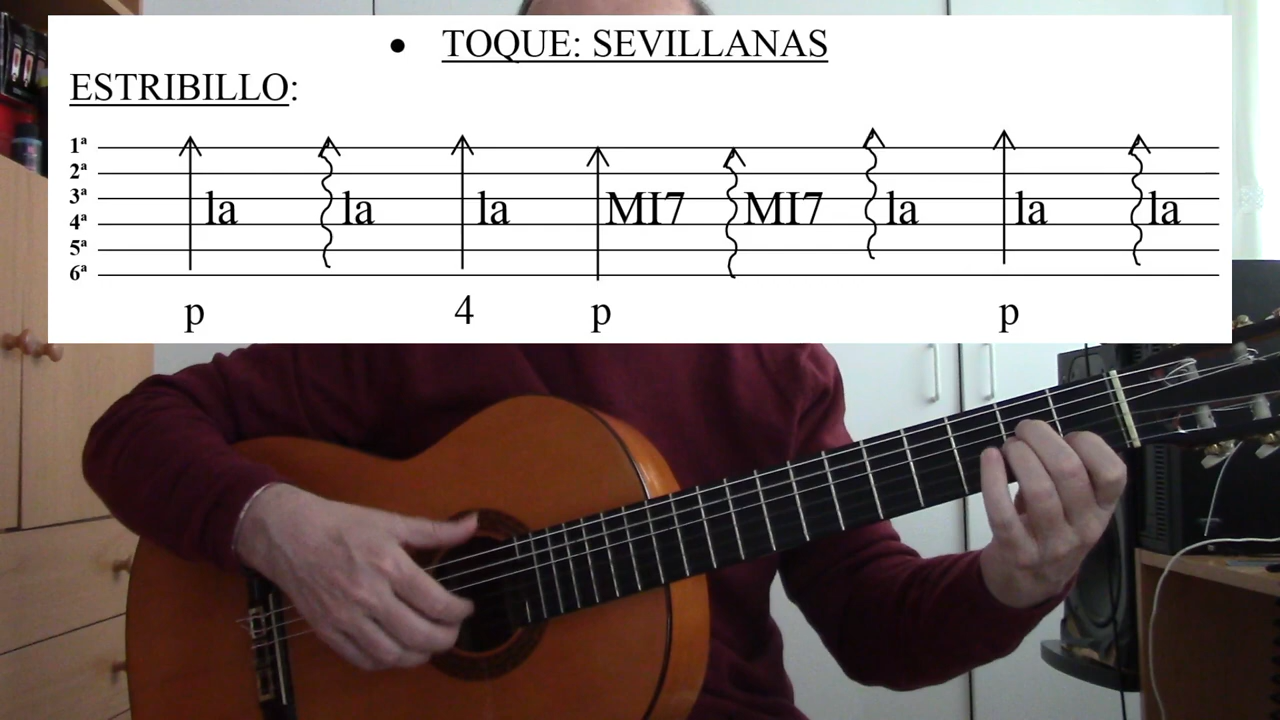 • TOQUE: SEVILLANAS
ESTRIBILLO:
1ª
2ª
3ª
4ª
5ª
6ª
la la la MI7 MI7 la la la
p 4 p p